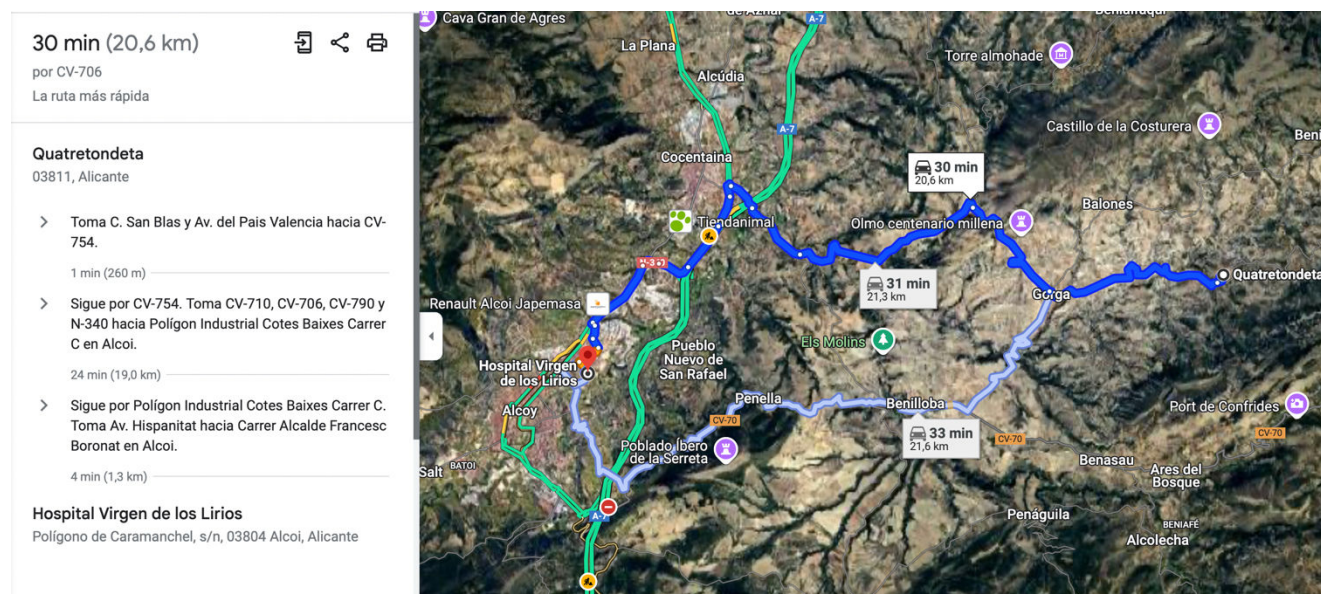 30 min (20,6 km)
por CV-706
La ruta más rápida
Quatretondeta
03811, Alicante
Toma C. San Blas y Av. del Pais Valencia hacia CV-
754.
1 min (260 m)
Sigue por CV-754. Toma CV-710, CV-706, CV-790 y
N-340 hacia Polígon Industrial Cotes Baixes Carrer
C en Alcoi.
24 min (19,0 km)
Sigue por Polígon Industrial Cotes Baixes Carrer C.
Toma Av. Hispanitat hacia Carrer Alcalde Francesc
Boronat en Alcoi.
4 min (1,3 km)
Hospital Virgen de los Lirios
Polígono de Caramanchel, s/n, 03804 Alcoi, Alicante
Cava Gran de Agres
A-7
La Plana
Alcúdia
Torre almohade
A-7
Castillo de la Costurera
Beni
Cocentaina
30 min
20,6 km
Balones
Tiendanimal
Olmo centenario millena
31 min
21,3 km
Quatretondeta
Gorga
Renault Alcoi Japemasa
Els Molins
Pueblo
Nuevo de
San Rafael
Hospital Virgen
de los Lirios
Alcoy
Penella
Benilloba
Port de Confrides
CV-70
33 min
21,6 km
CV-70
CV-70
Poblado Íbero
de la Serreta
Salt
BATOI
Benasau
Ares del
Bosque
A-7
Penáguila
BENIAFÉ
Alcolecha